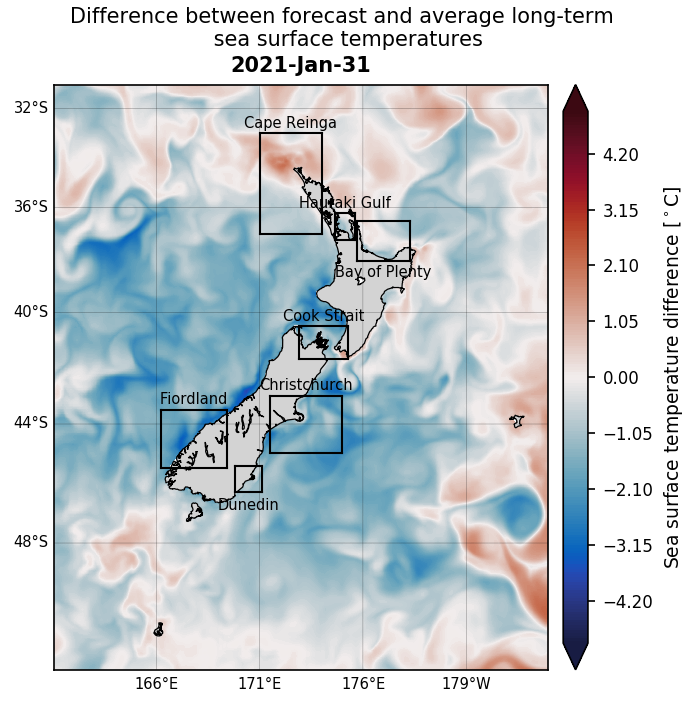 Difference between forecast and average long-term
sea surface temperatures
2021-Jan-31
32°S
36°S
40°S
44°S
48°S
166°E
171°E
176°E
179°W
Cape Reinga
Hauraki Gulf
Bay of Plenty
Cook Strait
Christchurch
Fiordland
Dunedin
4.20
3.15
2.10
1.05
0.00
−1.05
−2.10
−3.15
−4.20
Sea surface temperature difference [°C]